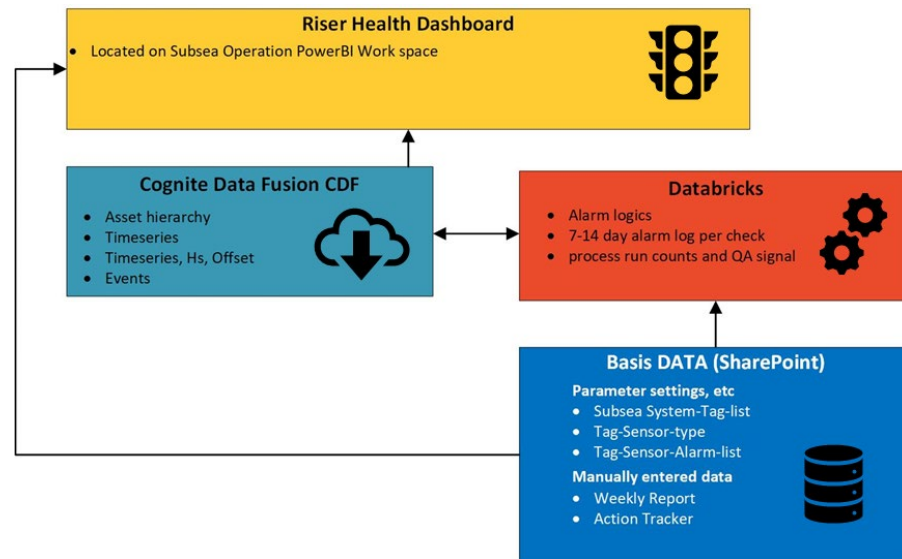 Riser Health Dashboard
• Located on Subsea Operation PowerBI Work space
Cognite Data Fusion CDF
• Asset hierarchy
• Timeseries
• Timeseries, Hs, Offset
• Events
Databricks
• Alarm logics
• 7-14 day alarm log per check
• process run counts and QA signal
Basis DATA (SharePoint)
Parameter settings, etc
• Subsea System-Tag-list
• Tag-Sensor-type
• Tag-Sensor-Alarm-list
Manually entered data
• Weekly Report
• Action Tracker